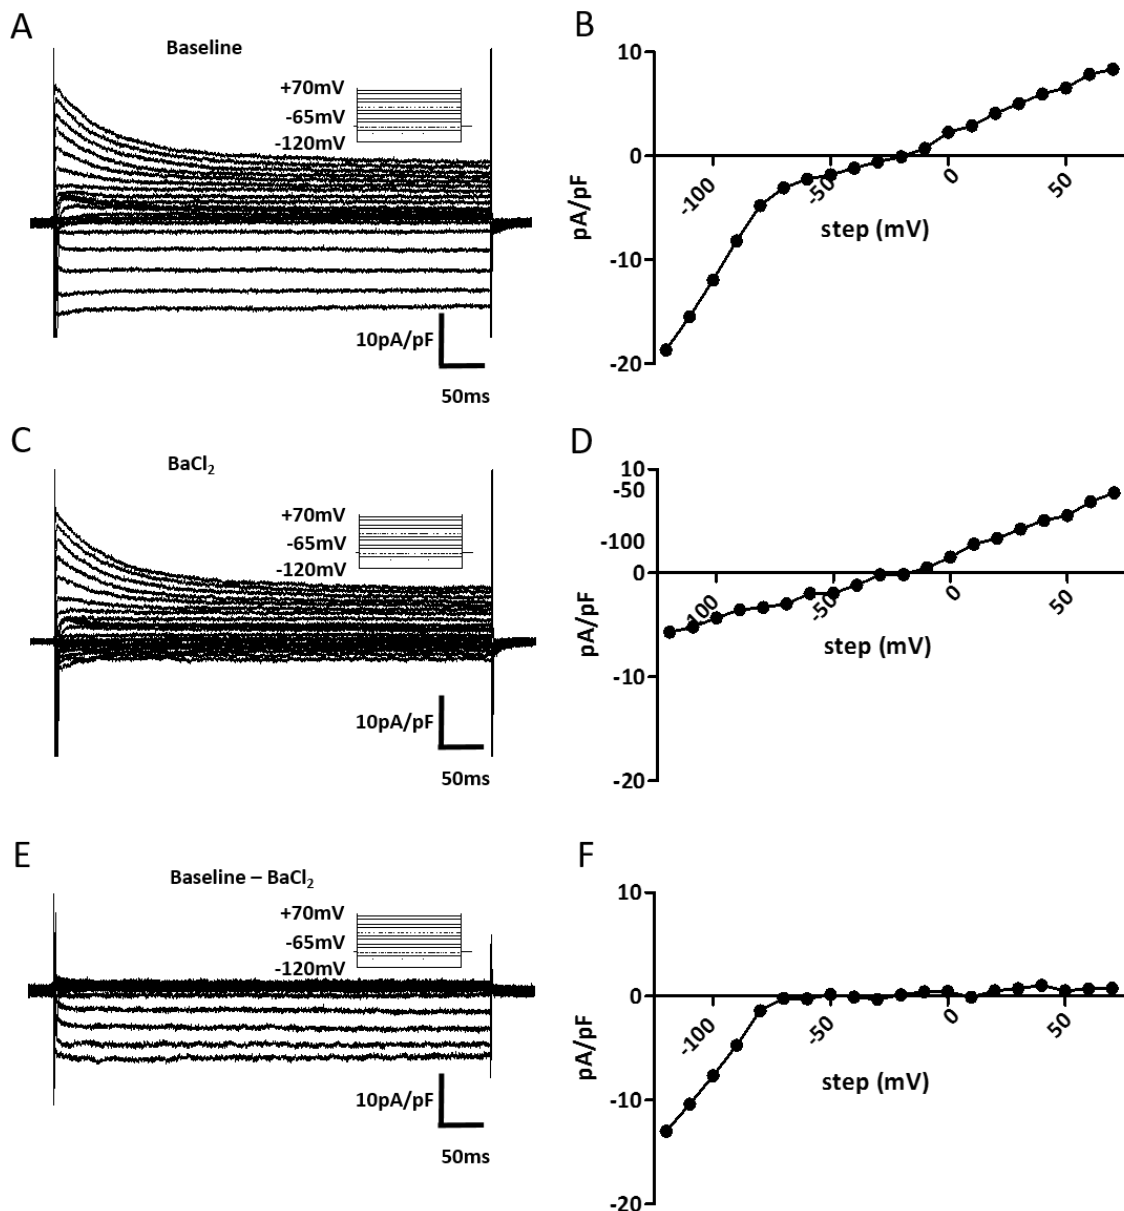 A
Baseline
+70mV
-65mV
-120mV
10pA/pF
50ms
B
10
0
-10
-20
pA/pF
-100
-50
0
50
step (mV)
C
BaCl₂
+70mV
-65mV
-120mV
10pA/pF
50ms
D
10
-50
-100
0
-10
-20
pA/pF
-100
-50
0
50
step (mV)
E
Baseline – BaCl₂
+70mV
-65mV
-120mV
10pA/pF
50ms
F
10
0
-10
-20
pA/pF
-100
-50
0
50
step (mV)